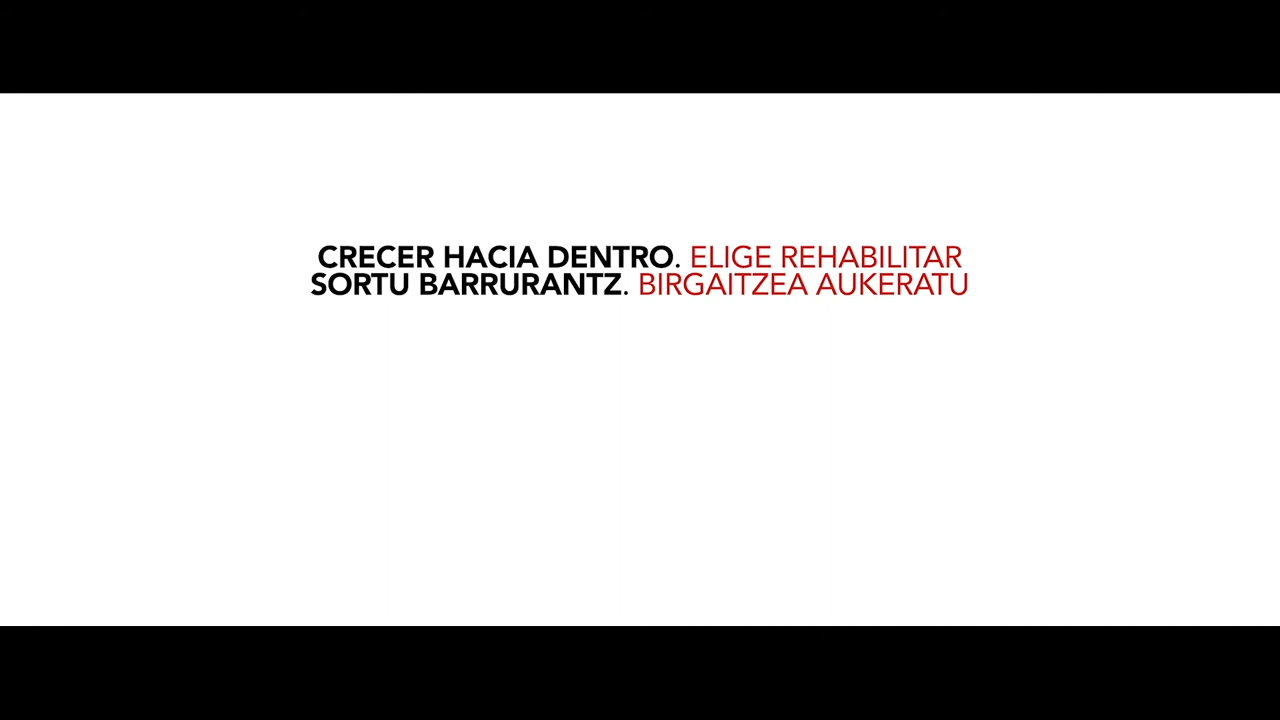 CRECER HACIA DENTRO. ELIGE REHABILITAR
SORTU BARRURANTZ. BIRGAITZEA AUKERATU